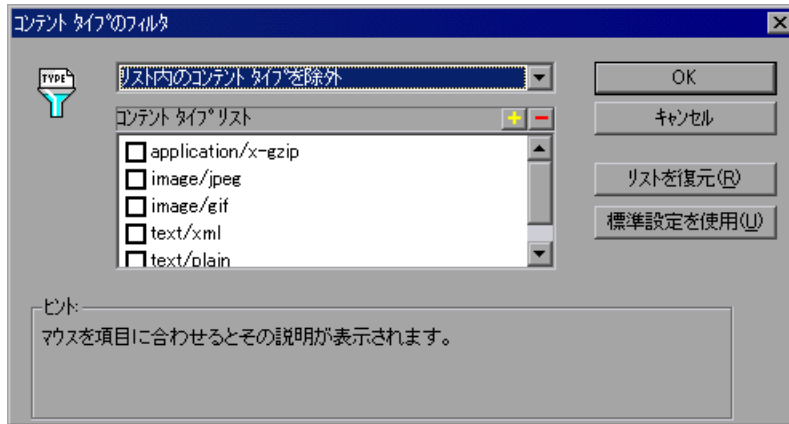 コンテント タイプのフィルタ
TYPE
リスト内のコンテント タイプを除外
OK
コンテント タイプ リスト
キャンセル
application/x-gzip
image/jpeg
リストを復元(R)
image/gif
標準設定を使用(U)
text/xml
text/plain
ヒント:
マウスを項目に合わせるとその説明が表示されます。